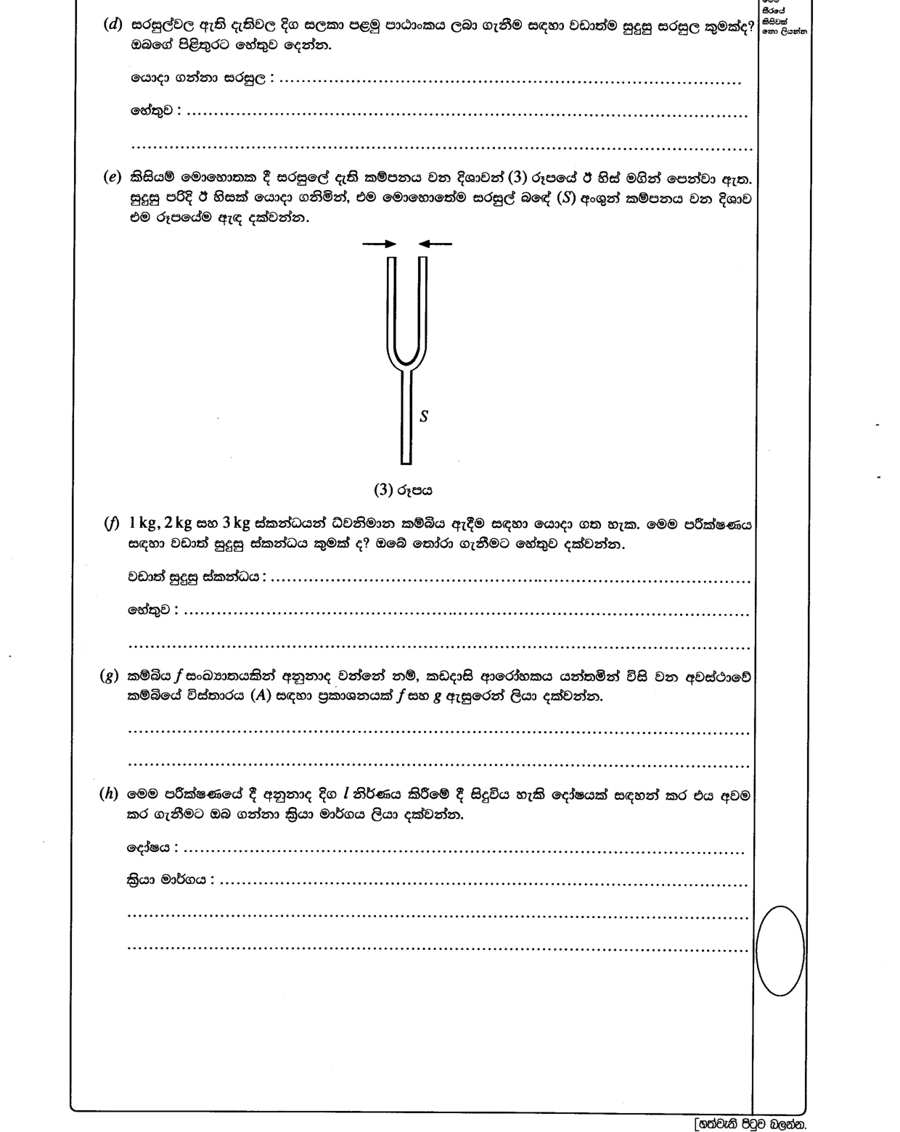 සීරයේ
කිසිවක්
නො ලියන්න
(d) සරසුල්වල ඇති දැතිවල දිග සලකා පළමු පාඨාංකය ලබා ගැනීම සඳහා වඩාත්ම සුදුසු සරසුල කුමක්ද?
ඔබගේ පිළිතුරට හේතුව දෙන්න.
යොදා ගන්නා සරසුල : ................................................................
හේතුව : ................................................................
................................................................
(e) කිසියම් මොහොතක දී සරසුලේ දැති කම්පනය වන දිශාවන් (3) රූපයේ ඊ හිස් මගින් පෙන්වා ඇත.
සුදුසු පරිදි ඊ හිසක් යොදා ගනිමින්, එම මොහොතේම සරසුල් බඳේ (S) අංශුන් කම්පනය වන දිශාව
එම රූපයේම ඇඳ දක්වන්න.
S
(3) රූපය
(f) 1 kg, 2 kg සහ 3 kg ස්කන්ධයන් ධ්වනිමාන කම්බිය ඇදීම සඳහා යොදා ගත හැක. මෙම පරීක්ෂණය
සඳහා වඩාත් සුදුසු ස්කන්ධය කුමක් ද? ඔබේ තෝරා ගැනීමට හේතුව දක්වන්න.
වඩාත් සුදුසු ස්කන්ධය : ................................................................
හේතුව : ................................................................
................................................................
(g) කම්බිය f සංඛ්‍යාතයකින් අනුනාද වන්නේ නම්, කඩදාසි ආරෝහකය යන්තමින් විසි වන අවස්ථාවේ
කම්බියේ විස්තාරය (A) සඳහා ප්‍රකාශනයක් f සහ g ඇසුරෙන් ලියා දක්වන්න.
................................................................
................................................................
(h) මෙම පරීක්ෂණයේ දී අනුනාද දිග l නිර්ණය කිරීමේ දී සිදුවිය හැකි දෝෂයක් සඳහන් කර එය අවම
කර ගැනීමට ඔබ ගන්නා ක්‍රියා මාර්ගය ලියා දක්වන්න.
දෝෂය : ................................................................
ක්‍රියා මාර්ගය : ................................................................
................................................................
................................................................
[හත්වැනි පිටුව බලන්න.